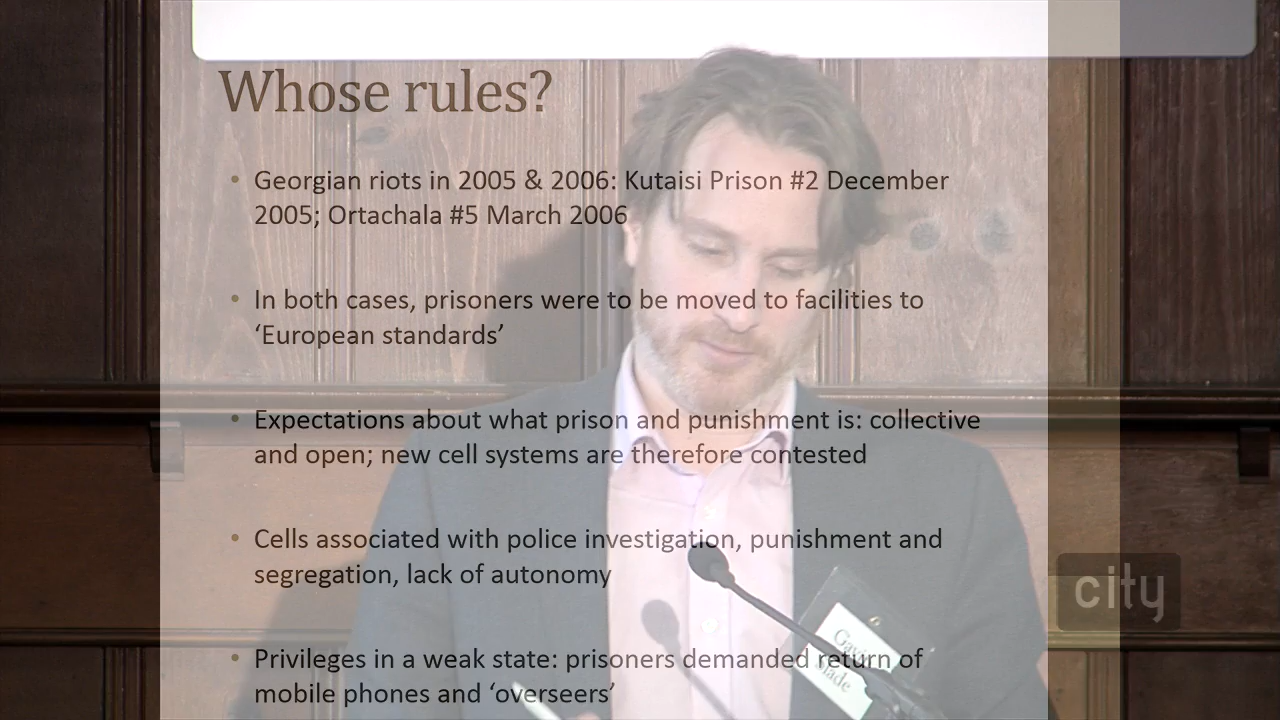 Whose rules?
• Georgian riots in 2005 & 2006: Kutaisi Prison #2 December
2005; Ortachala #5 March 2006
• In both cases, prisoners were to be moved to facilities to
‘European standards’
• Expectations about what prison and punishment is: collective
and open; new cell systems are therefore contested
• Cells associated with police investigation, punishment and
segregation, lack of autonomy
• Privileges in a weak state: prisoners demanded return of
mobile phones and ‘overseers’
city